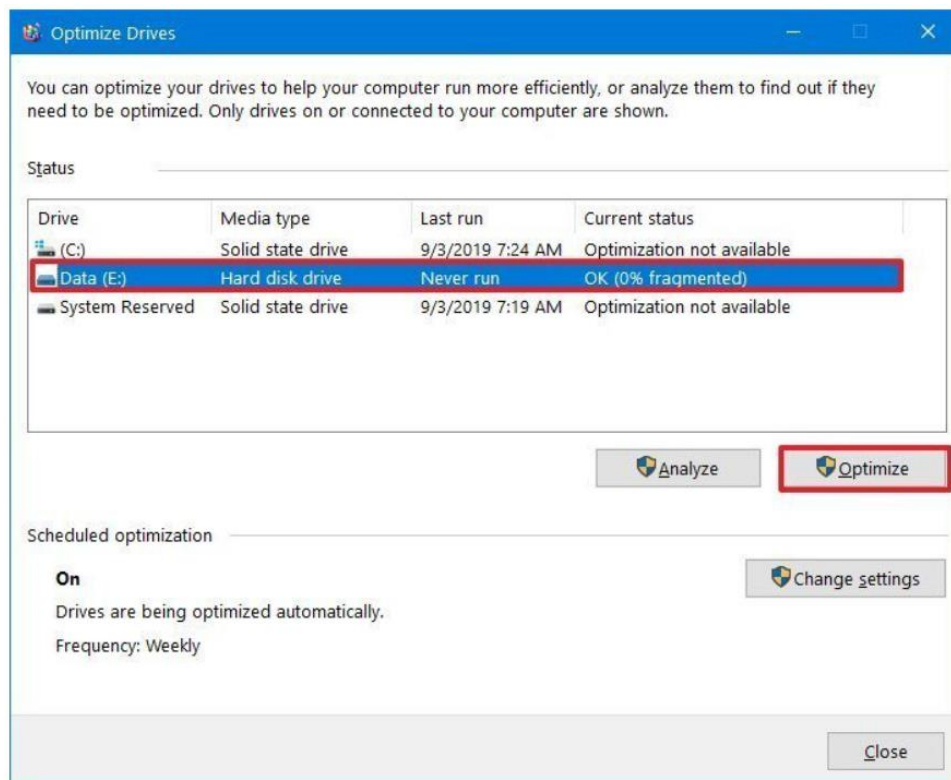 Optimize Drives
You can optimize your drives to help your computer run more efficiently, or analyze them to find out if they
need to be optimized. Only drives on or connected to your computer are shown.
Status
Drive Media type Last run Current status
(C:) Solid state drive 9/3/2019 7:24 AM Optimization not available
Data (E:) Hard disk drive Never run OK (0% fragmented)
System Reserved Solid state drive 9/3/2019 7:19 AM Optimization not available
Analyze Optimize
Scheduled optimization
On
Change settings
Drives are being optimized automatically.
Frequency: Weekly
Close